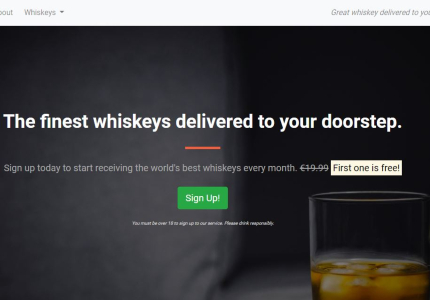 Whiskeys
Great whiskey delivered to
The finest whiskeys delivered to your doorstep.
Sign up today to start receiving the world's best whiskeys every month. €19.99 First one is free!
Sign Up!
You must be over 18 to sign up to our service. Please drink responsibly.